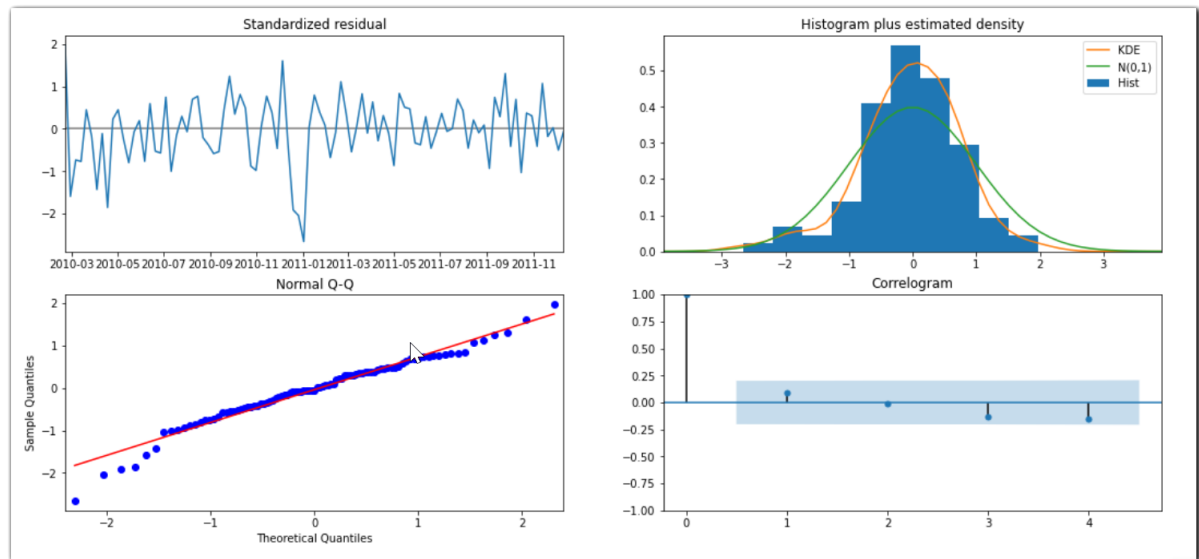 Standardized residual
2
1
0
−1
−2
2010-03 2010-05 2010-07 2010-09 2010-11 2011-01 2011-03 2011-05 2011-07 2011-09 2011-11
Histogram plus estimated density
KDE
N(0,1)
Hist
0.5
0.4
0.3
0.2
0.1
0.0
−3 −2 −1 0 1 2 3
Normal Q-Q
Sample Quantiles
2
1
0
−1
−2
−2 −1 0 1 2
Theoretical Quantiles
Correlogram
1.00
0.75
0.50
0.25
0.00
−0.25
−0.50
−0.75
−1.00
0 1 2 3 4